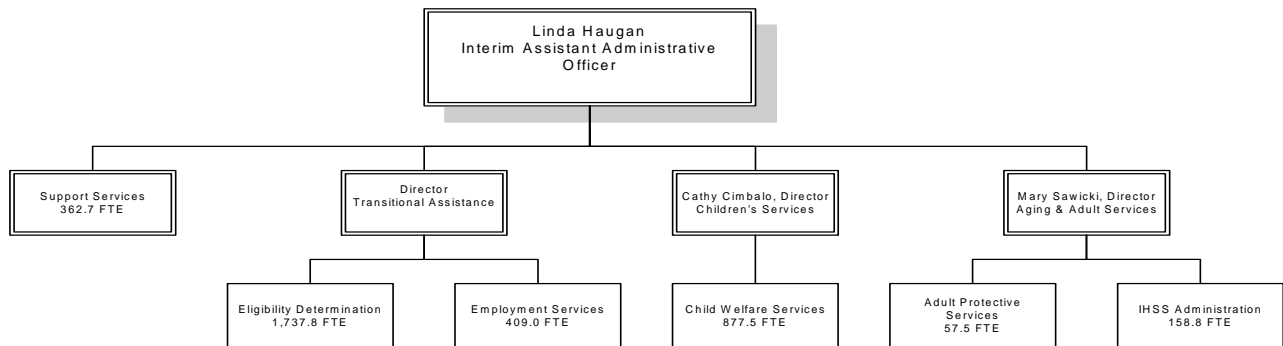 Linda Haugan
Interim Assistant Administrative
Officer
Support Services
362.7 FTE
Director
Transitional Assistance
Cathy Cimbalo, Director
Children's Services
Mary Sawicki, Director
Aging & Adult Services
Eligibility Determination
1,737.8 FTE
Employment Services
409.0 FTE
Child Welfare Services
877.5 FTE
Adult Protective
Services
57.5 FTE
IHSS Administration
158.8 FTE